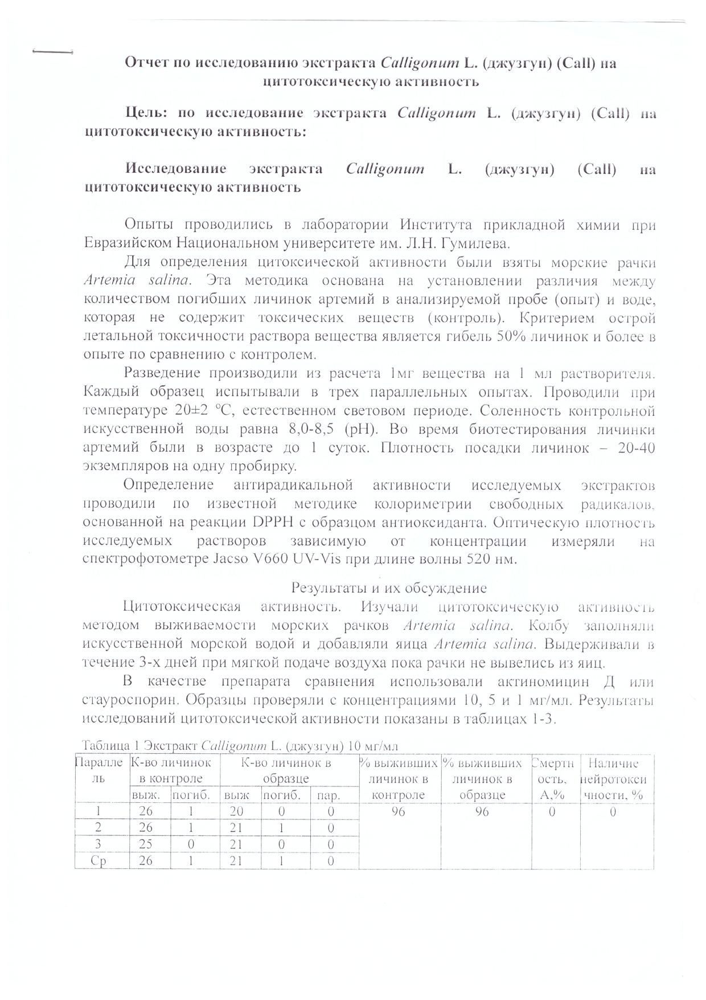 Отчет по исследованию экстракта Calligonum L. (джузгун) (Call) на
цитотоксическую активность
Цель: по исследование экстракта Calligonum L. (джузгун) (Call) на
цитотоксическую активность:
Исследование экстракта Calligonum L. (джузгун) (Call) на
цитотоксическую активность
Опыты проводились в лаборатории Института прикладной химии при
Евразийском Национальном университете им. Л.Н. Гумилева.
Для определения цитоксической активности были взяты морские рачки
Artemia salina. Эта методика основана на установлении различия между
количеством погибших личинок артемий в анализируемой пробе (опыт) и воде,
которая не содержит токсических веществ (контроль). Критерием острой
летальной токсичности раствора вещества является гибель 50% личинок и более в
опыте по сравнению с контролем.
Разведение производили из расчета 1мг вещества на 1 мл растворителя.
Каждый образец испытывали в трех параллельных опытах. Проводили при
температуре 20±2 °С, естественном световом периоде. Соленность контрольной
искусственной воды равна 8,0-8,5 (pH). Во время биотестирования личинки
артемий были в возрасте до 1 суток. Плотность посадки личинок – 20-40
экземпляров на одну пробирку.
Определение антирадикальной активности исследуемых экстрактов
проводили по известной методике колориметрии свободных радикалов,
основанной на реакции DPPH с образцом антиоксиданта. Оптическую плотность
исследуемых растворов зависимую от концентрации измеряли на
спектрофотометре Jacso V660 UV-Vis при длине волны 520 нм.
Результаты и их обсуждение
Цитотоксическая активность. Изучали цитотоксическую активность
методом выживаемости морских рачков Artemia salina. Колбу заполняли
искусственной морской водой и добавляли яица Artemia salina. Выдерживали в
течение 3-х дней при мягкой подаче воздуха пока рачки не вывелись из яиц.
В качестве препарата сравнения использовали актиномицин Д или
стауроспорин. Образцы проверяли с концентрациями 10, 5 и 1 мг/мл. Результаты
исследований цитотоксической активности показаны в таблицах 1-3.
Таблица 1 Экстракт Calligonum L. (джузгун) 10 мг/мл
Паралле К-во личинок К-во личинок в % выживших % выживших Смертн Наличие
ль в контроле образце личинок в личинок в ость, нейротокси
выж. погиб. выж погиб. пар. контроле образце А,% чности, %
1 26 1 20 0 0 96 96 0 0
2 26 1 21 1 0
3 25 0 21 0 0
Ср 26 1 21 1 0